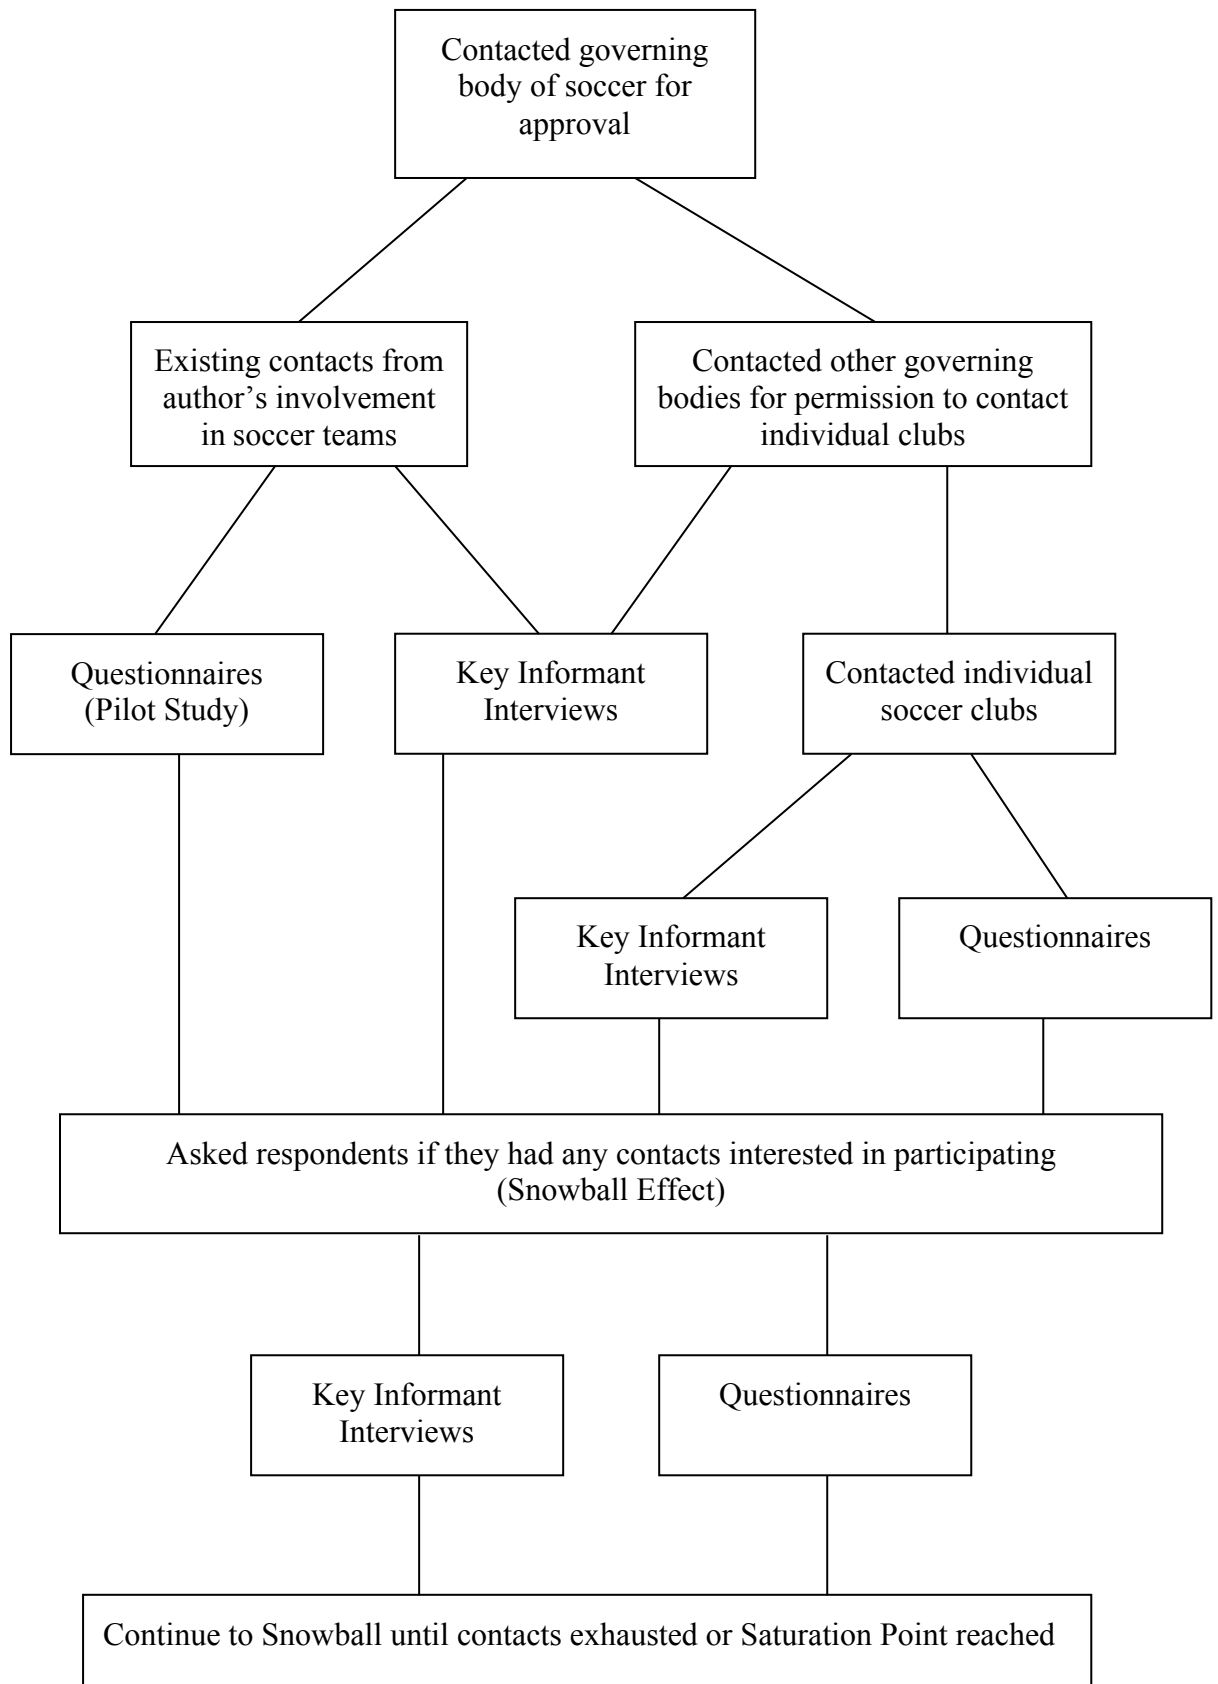 Contacted governing
body of soccer for
approval
Existing contacts from
author’s involvement
in soccer teams
Contacted other governing
bodies for permission to contact
individual clubs
Questionnaires
(Pilot Study)
Key Informant
Interviews
Contacted individual
soccer clubs
Key Informant
Interviews
Questionnaires
Asked respondents if they had any contacts interested in participating
(Snowball Effect)
Key Informant
Interviews
Questionnaires
Continue to Snowball until contacts exhausted or Saturation Point reached